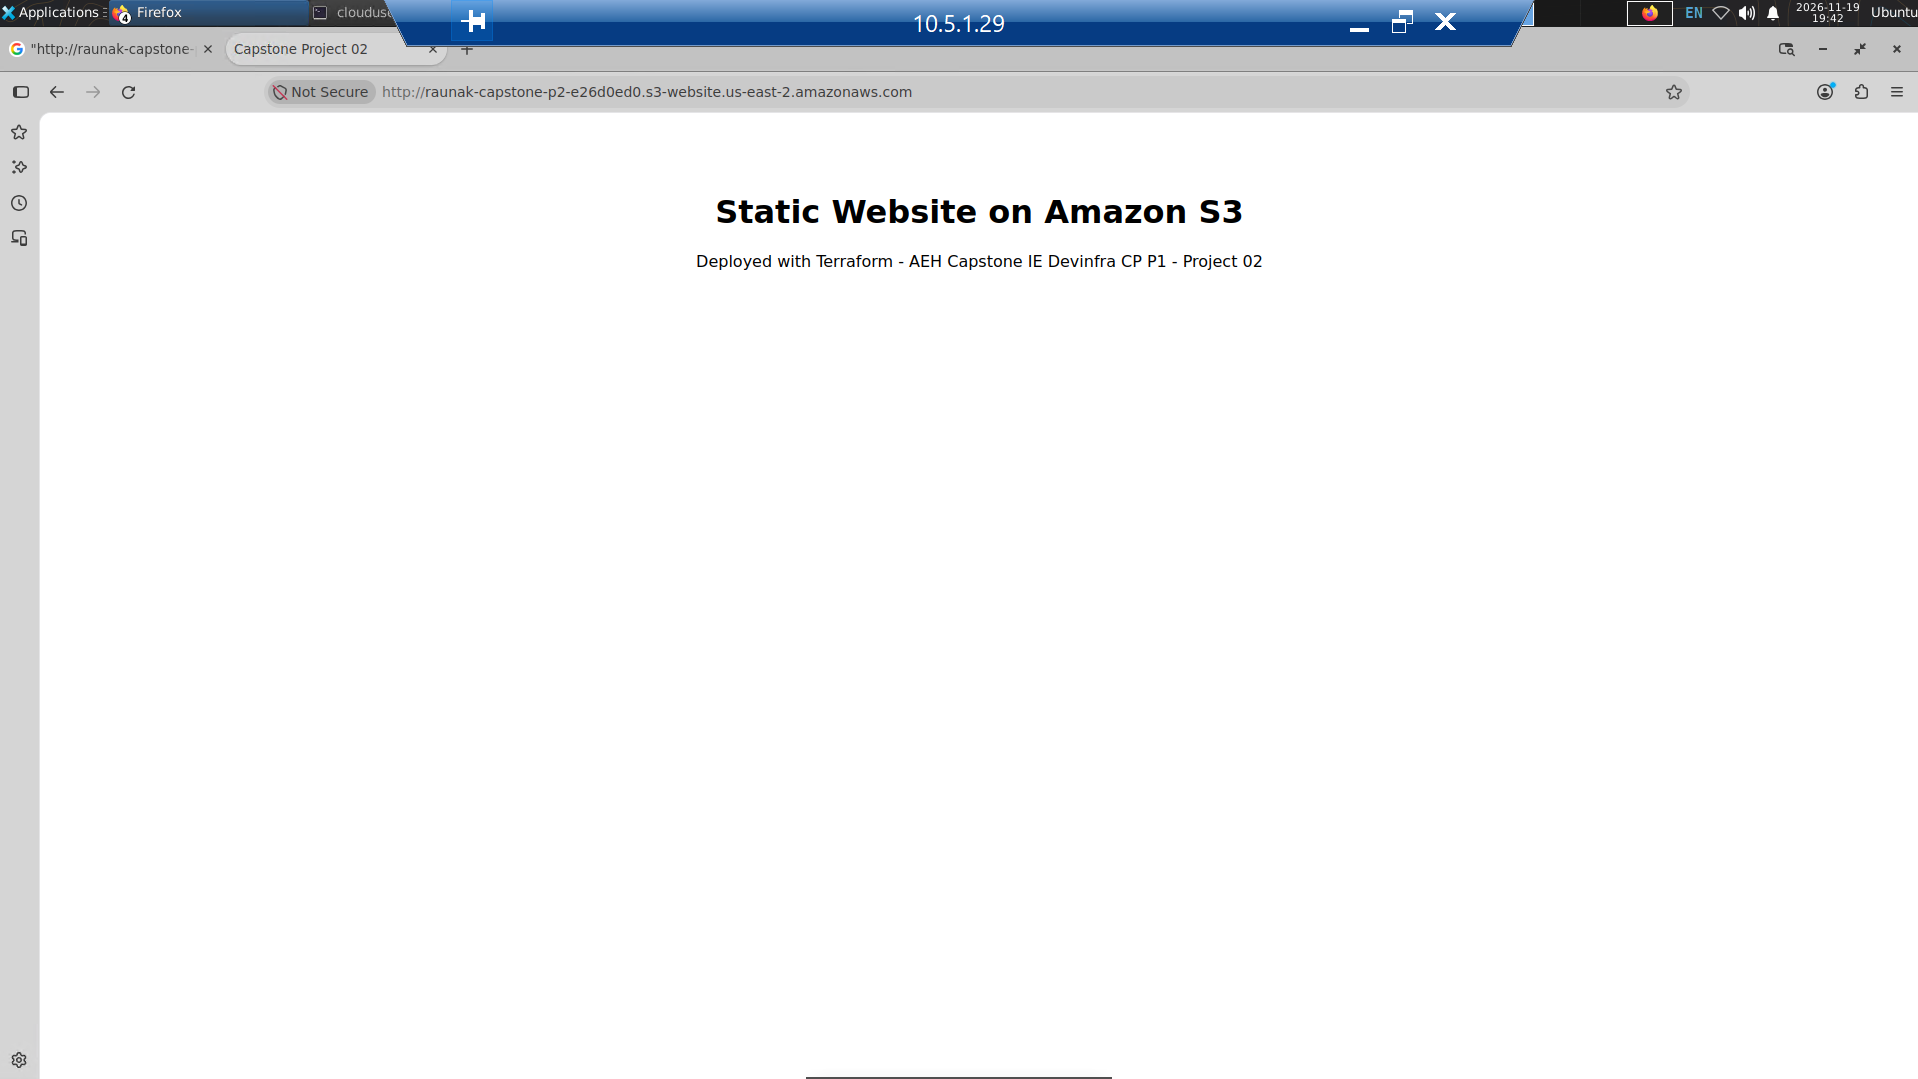 Applications
Firefox
4
clouduse
10.5.1.29
EN
2026-11-19
19:42
Ubuntu
"http://raunak-capstone-
Capstone Project 02
Not Secure
http://raunak-capstone-p2-e26d0ed0.s3-website.us-east-2.amazonaws.com
Static Website on Amazon S3
Deployed with Terraform - AEH Capstone IE Devinfra CP P1 - Project 02